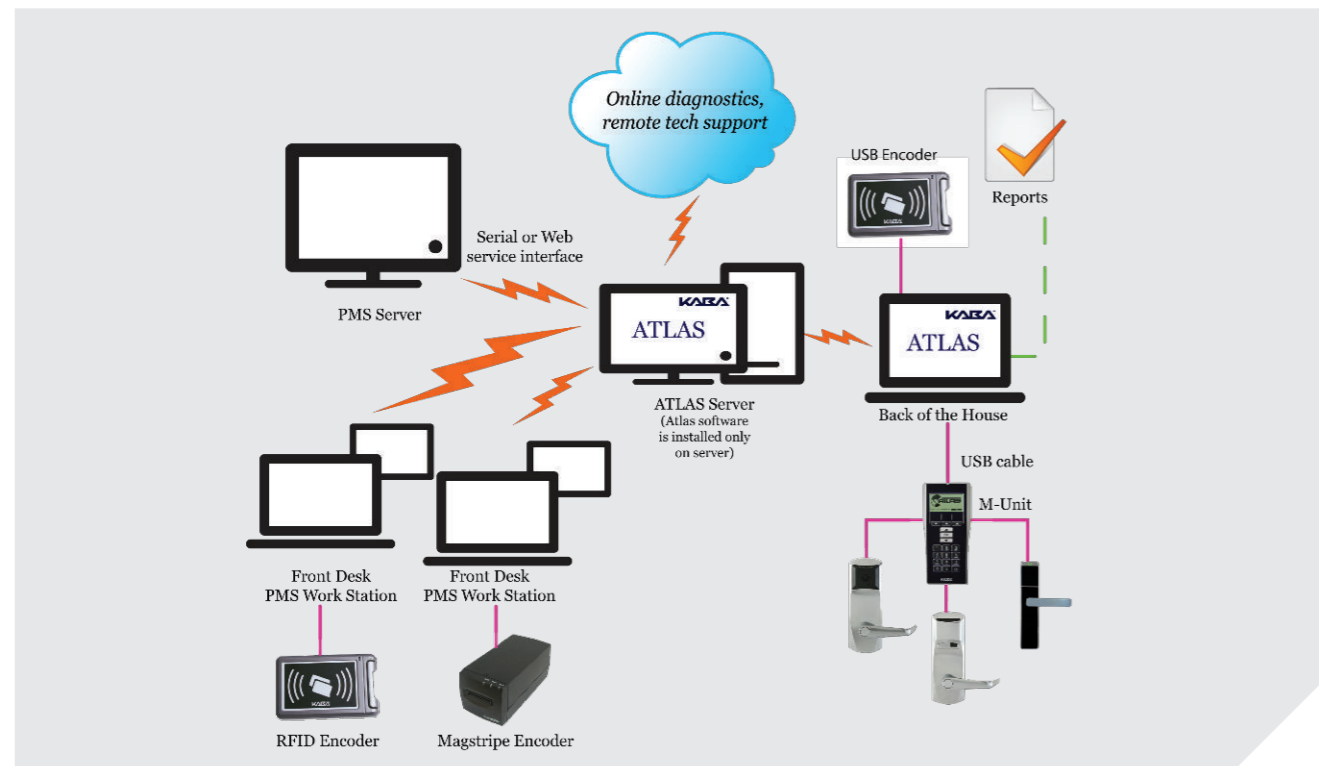 Online diagnostics,
remote tech support
USB Encoder
KABA
Reports
Serial or Web
service interface
PMS Server
KABA
ATLAS
KABA
ATLAS
ATLAS Server
(Atlas software
is installed only
on server)
Back of the House
USB cable
M-Unit
Front Desk
PMS Work Station
Front Desk
PMS Work Station
KABA
RFID Encoder
Magstripe Encoder